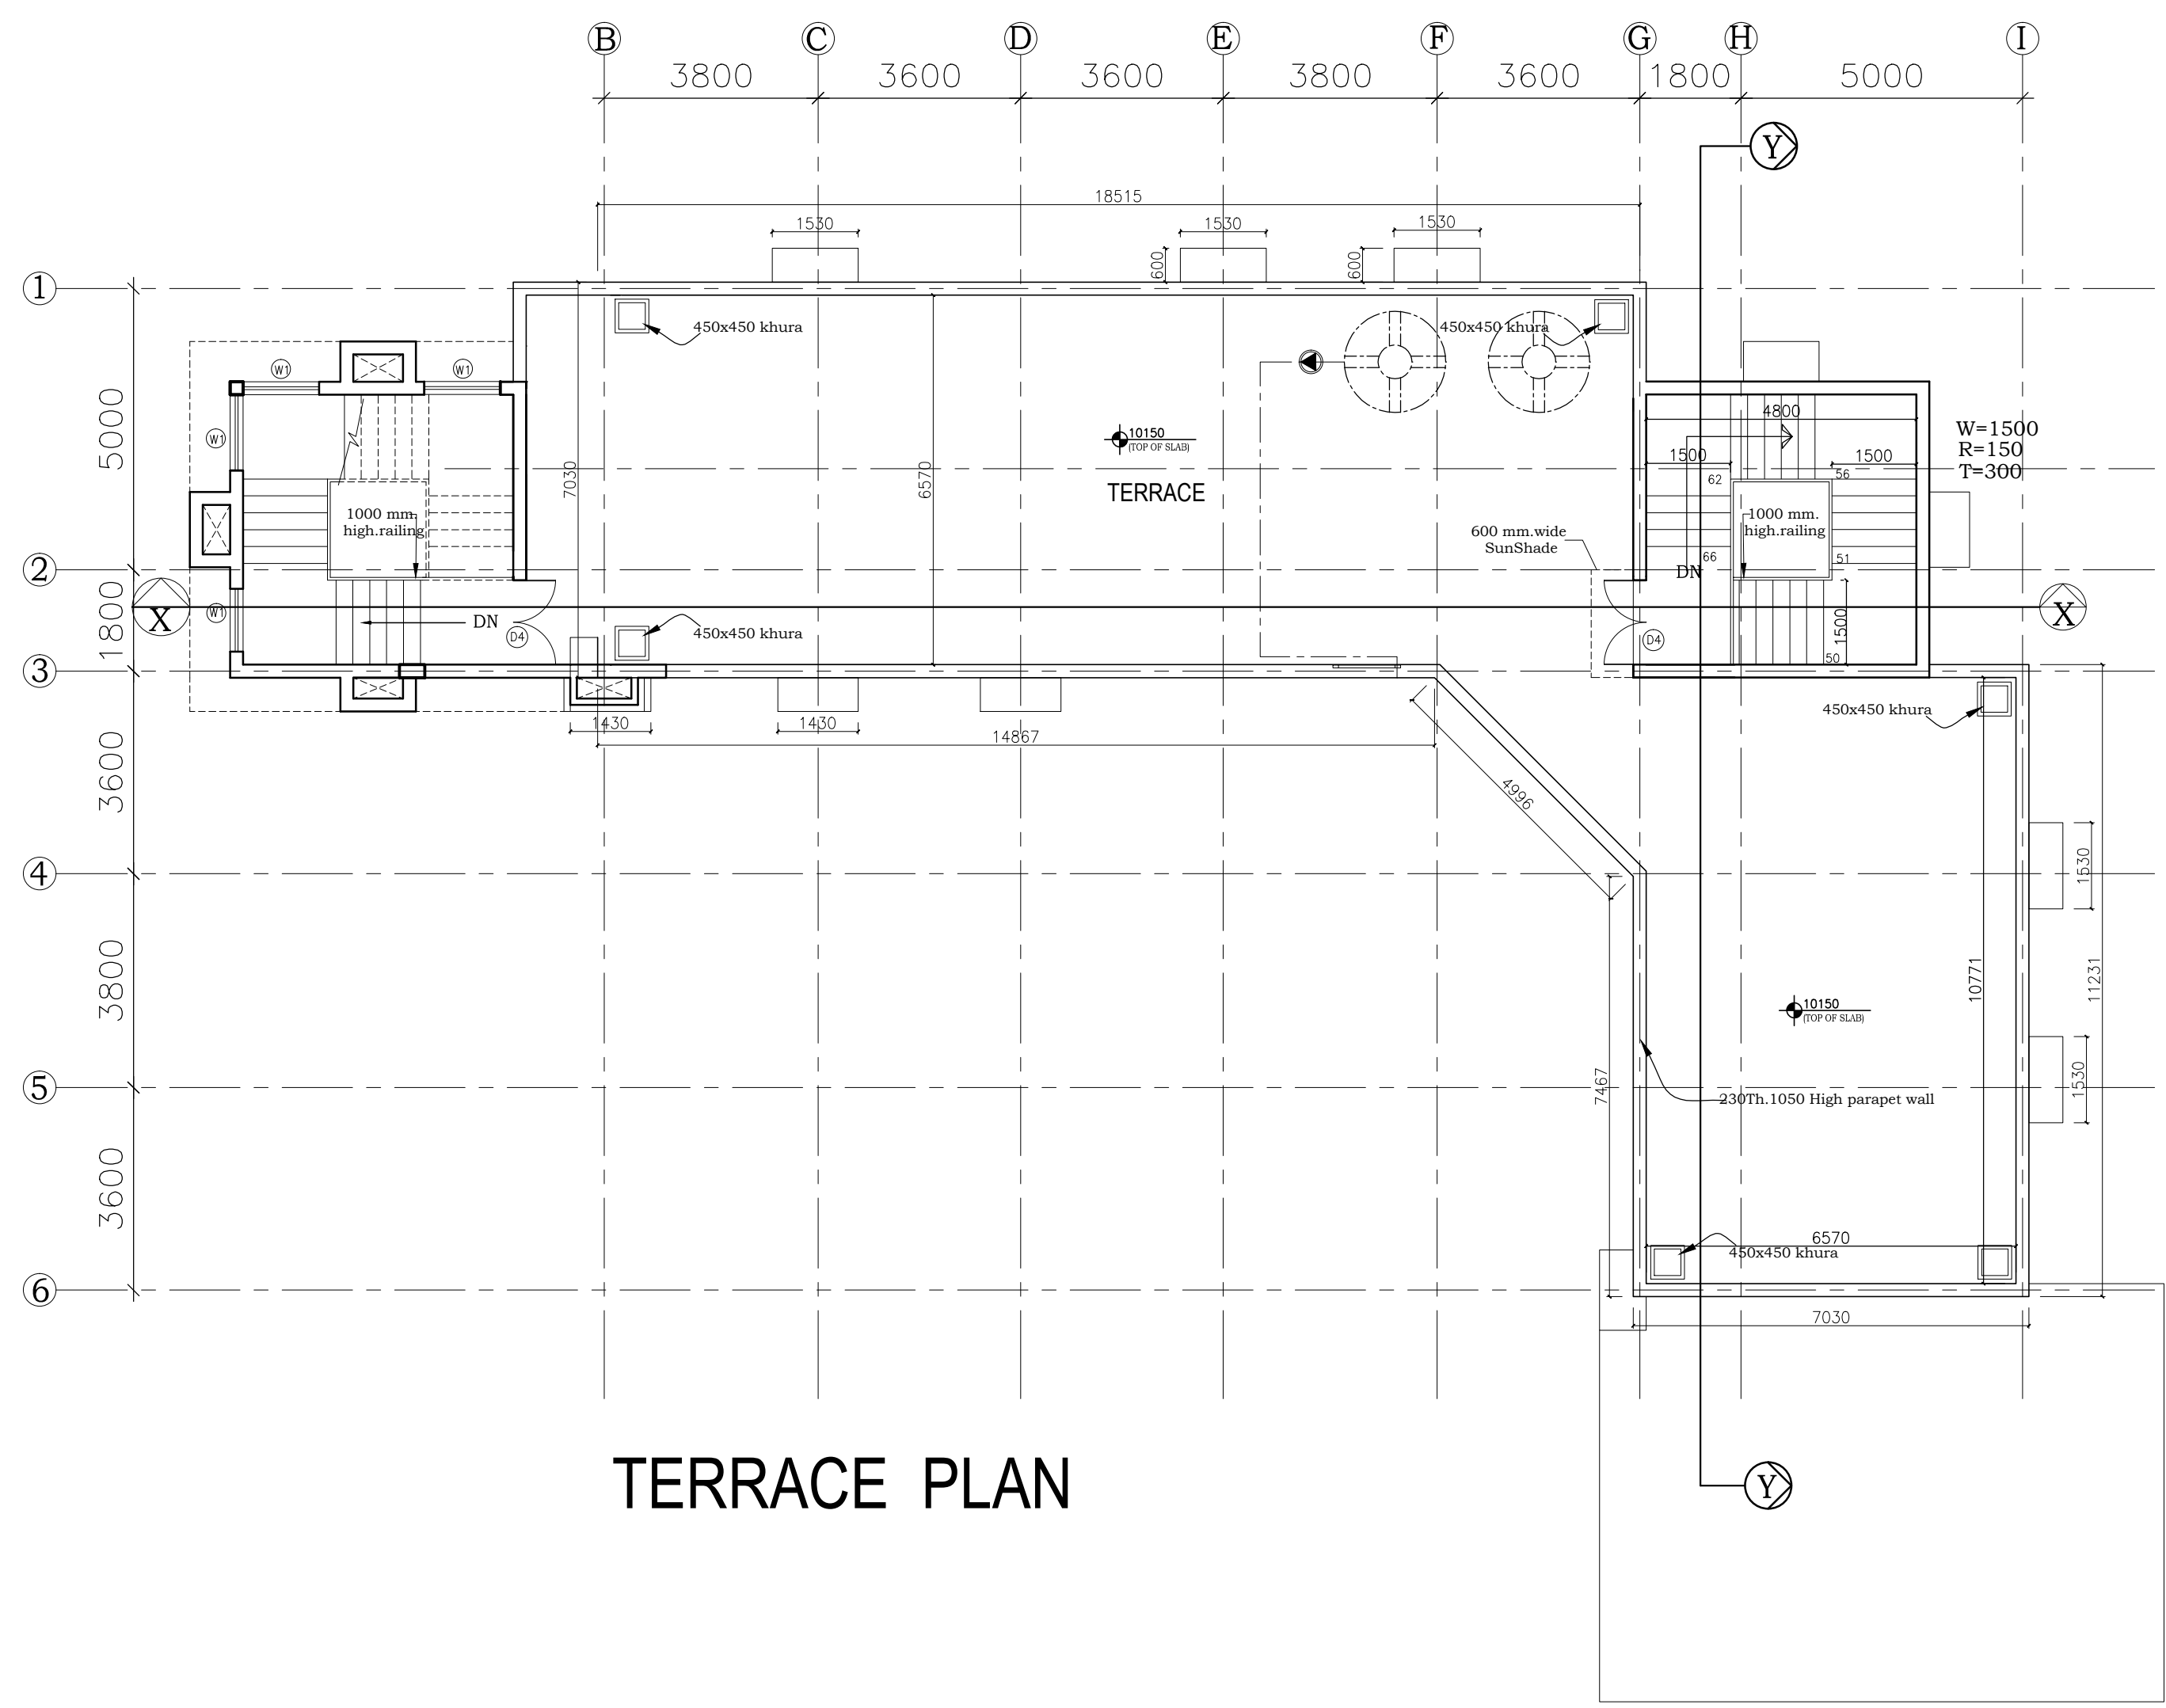 B C D E F G H I
3800 3600 3600 3800 3600 1800 5000
Y
18515
1530 1530 1530
600 600
1
450x450 khura 450x450 khura
W1 W1
5000
4800
W=1500
R=150
T=300
10150
(TOP OF SLAB)
W1
7030
6570
1500 1500
62 56
TERRACE
1000 mm.
high.railing
1000 mm.
high.railing
600 mm.wide
SunShade
66 51
2
DN
X W1 X
1800
DN
D4
450x450 khura
D4
1500
50
3
450x450 khura
1430 1430
14867
3600
4996
4
1530
3800
10771
11231
10150
(TOP OF SLAB)
5
7467
1530
230Th.1050 High parapet wall
3600
6570
450x450 khura
6
7030
TERRACE PLAN
Y